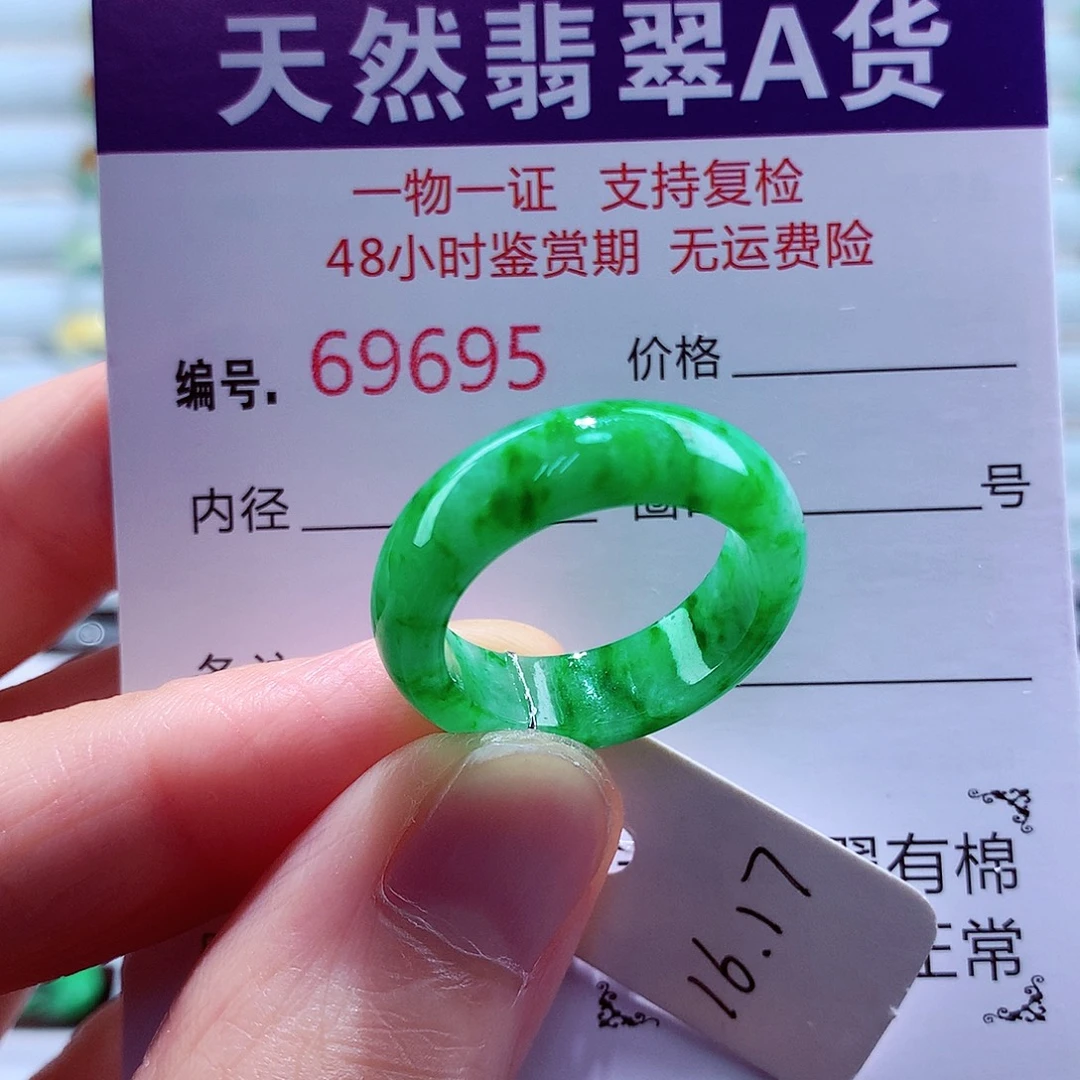 天然翡翠A货
一物一证 支持复检
48小时鉴赏期 无运费险
编号. 69695 价格
内径 号
有棉
正常
16.17